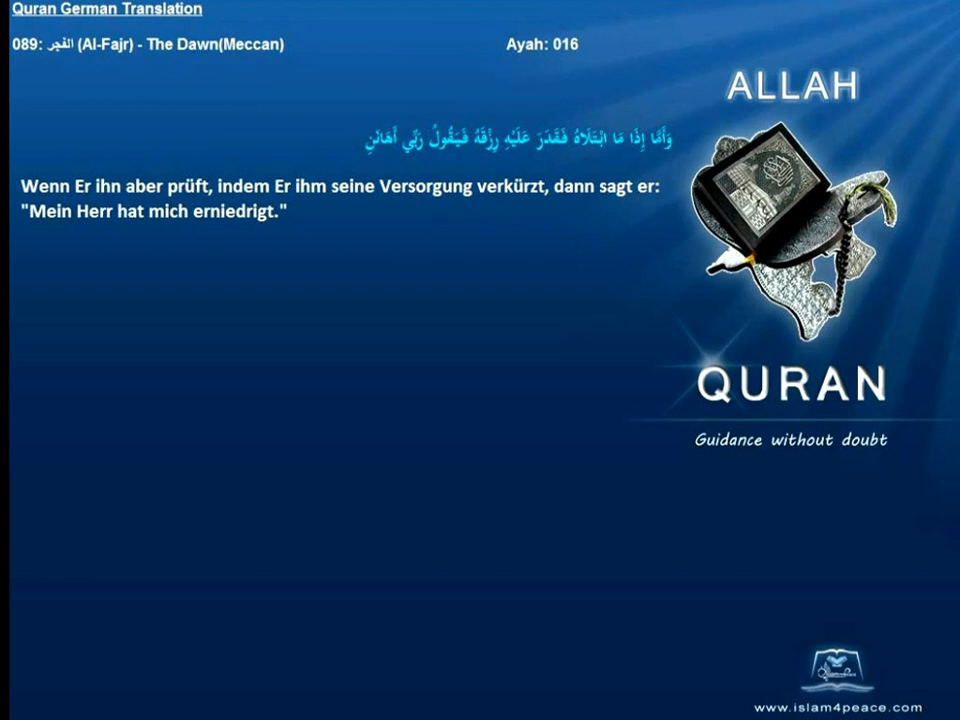 Quran German Translation
089: الفجر (Al-Fajr) - The Dawn(Meccan) Ayah: 016
ALLAH
وَأَمَّا إِذَا مَا ابْتَلَاهُ فَقَدَرَ عَلَيْهِ رِزْقَهُ فَيَقُولُ رَبِّي أَهَانَنِ
Wenn Er ihn aber prüft, indem Er ihm seine Versorgung verkürzt, dann sagt er:
"Mein Herr hat mich erniedrigt."
QURAN
Guidance without doubt
www.islam4peace.com